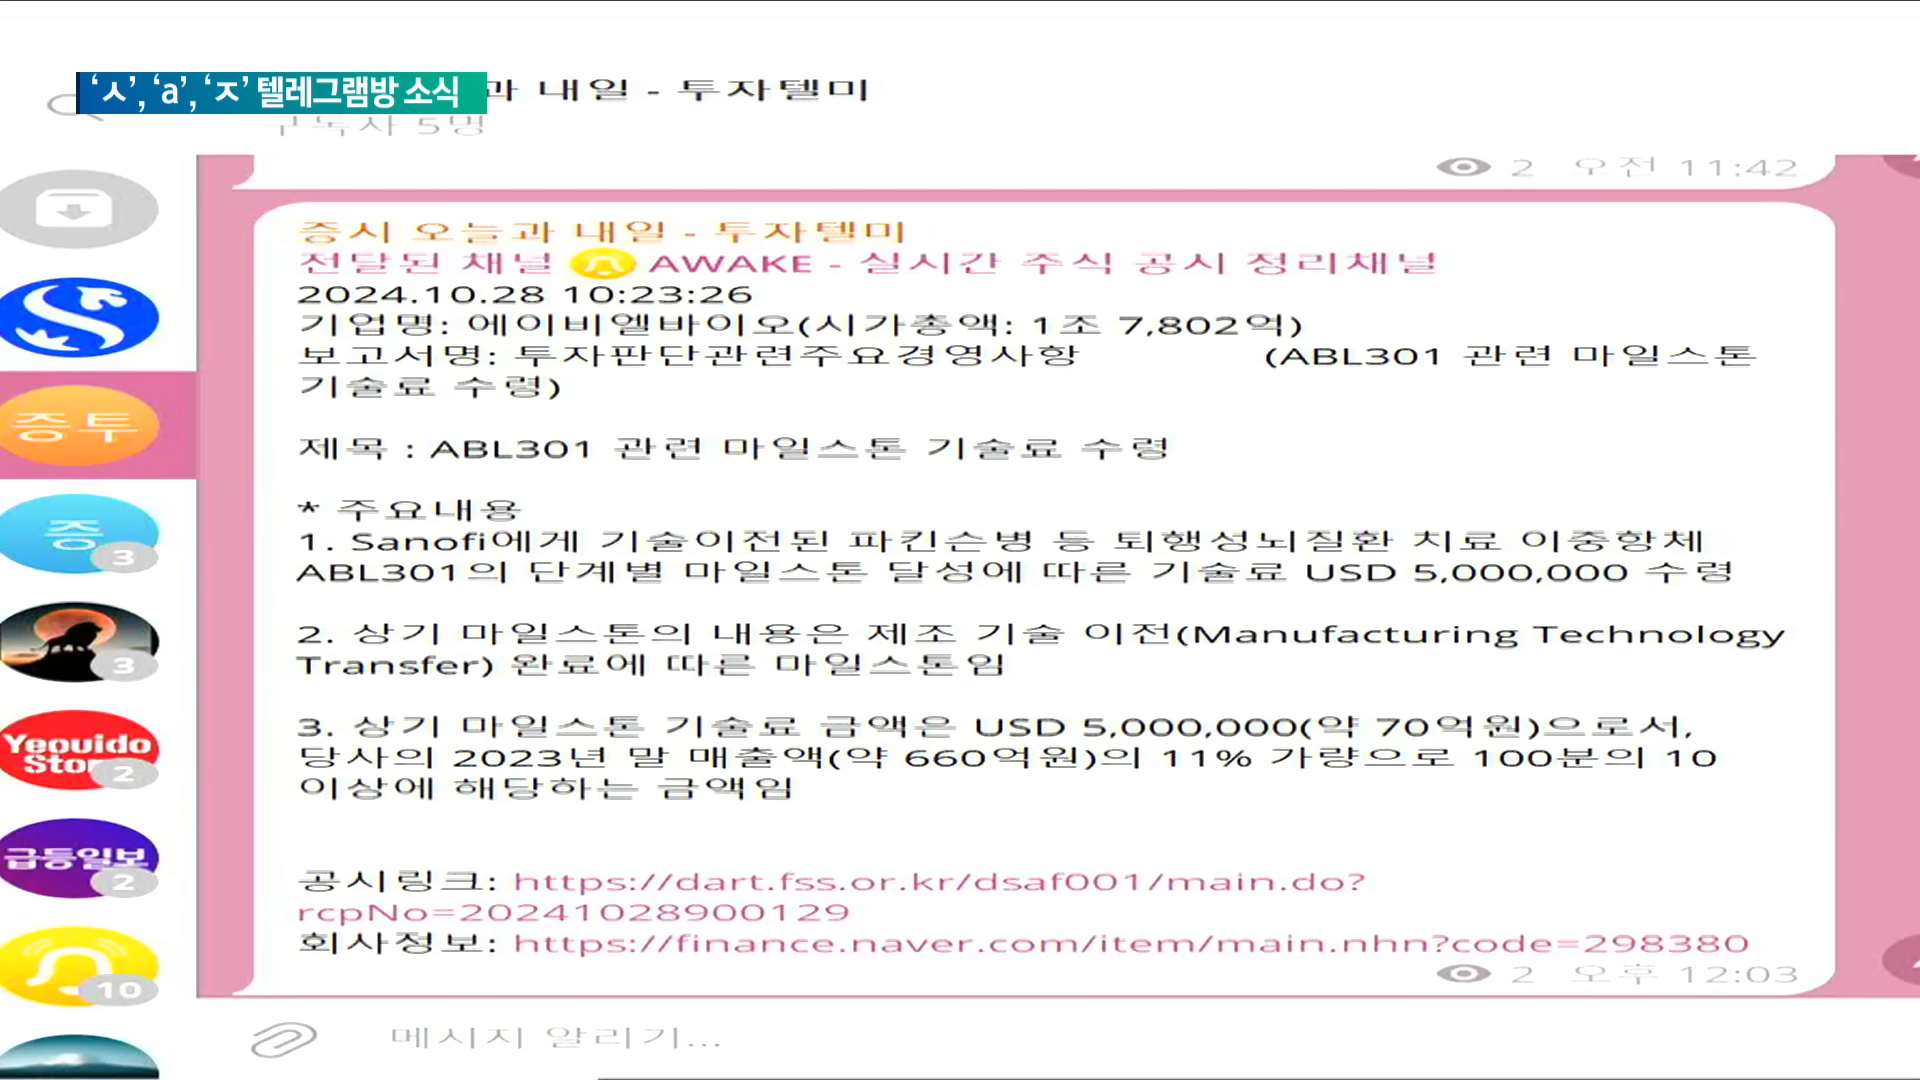 ‘ㅅ’, ‘a’, ‘ㅈ’ 텔레그램방 소식
과 내일 - 투자텔미
구독자 5명
2 오전 11:42
증시 오늘과 내일 - 투자텔미
전달된 채널 AWAKE - 실시간 주식 공시 정리채널
2024.10.28 10:23:26
기업명: 에이비엘바이오(시가총액: 1조 7,802억)
보고서명: 투자판단관련주요경영사항 (ABL301 관련 마일스톤
기술료 수령)
제목 : ABL301 관련 마일스톤 기술료 수령
* 주요내용
1. Sanofi에게 기술이전된 파킨슨병 등 퇴행성뇌질환 치료 이중항체
ABL301의 단계별 마일스톤 달성에 따른 기술료 USD 5,000,000 수령
2. 상기 마일스톤의 내용은 제조 기술 이전(Manufacturing Technology
Transfer) 완료에 따른 마일스톤임
3. 상기 마일스톤 기술료 금액은 USD 5,000,000(약 70억원)으로서,
당사의 2023년 말 매출액(약 660억원)의 11% 가량으로 100분의 10
이상에 해당하는 금액임
공시링크: https://dart.fss.or.kr/dsaf001/main.do?
rcpNo=20241028900129
회사정보: https://finance.naver.com/item/main.nhn?code=298380
2 오후 12:03
메시지 알리기...
증투
증
3
3
Yeouido
Stor
2
급등일보
2
10